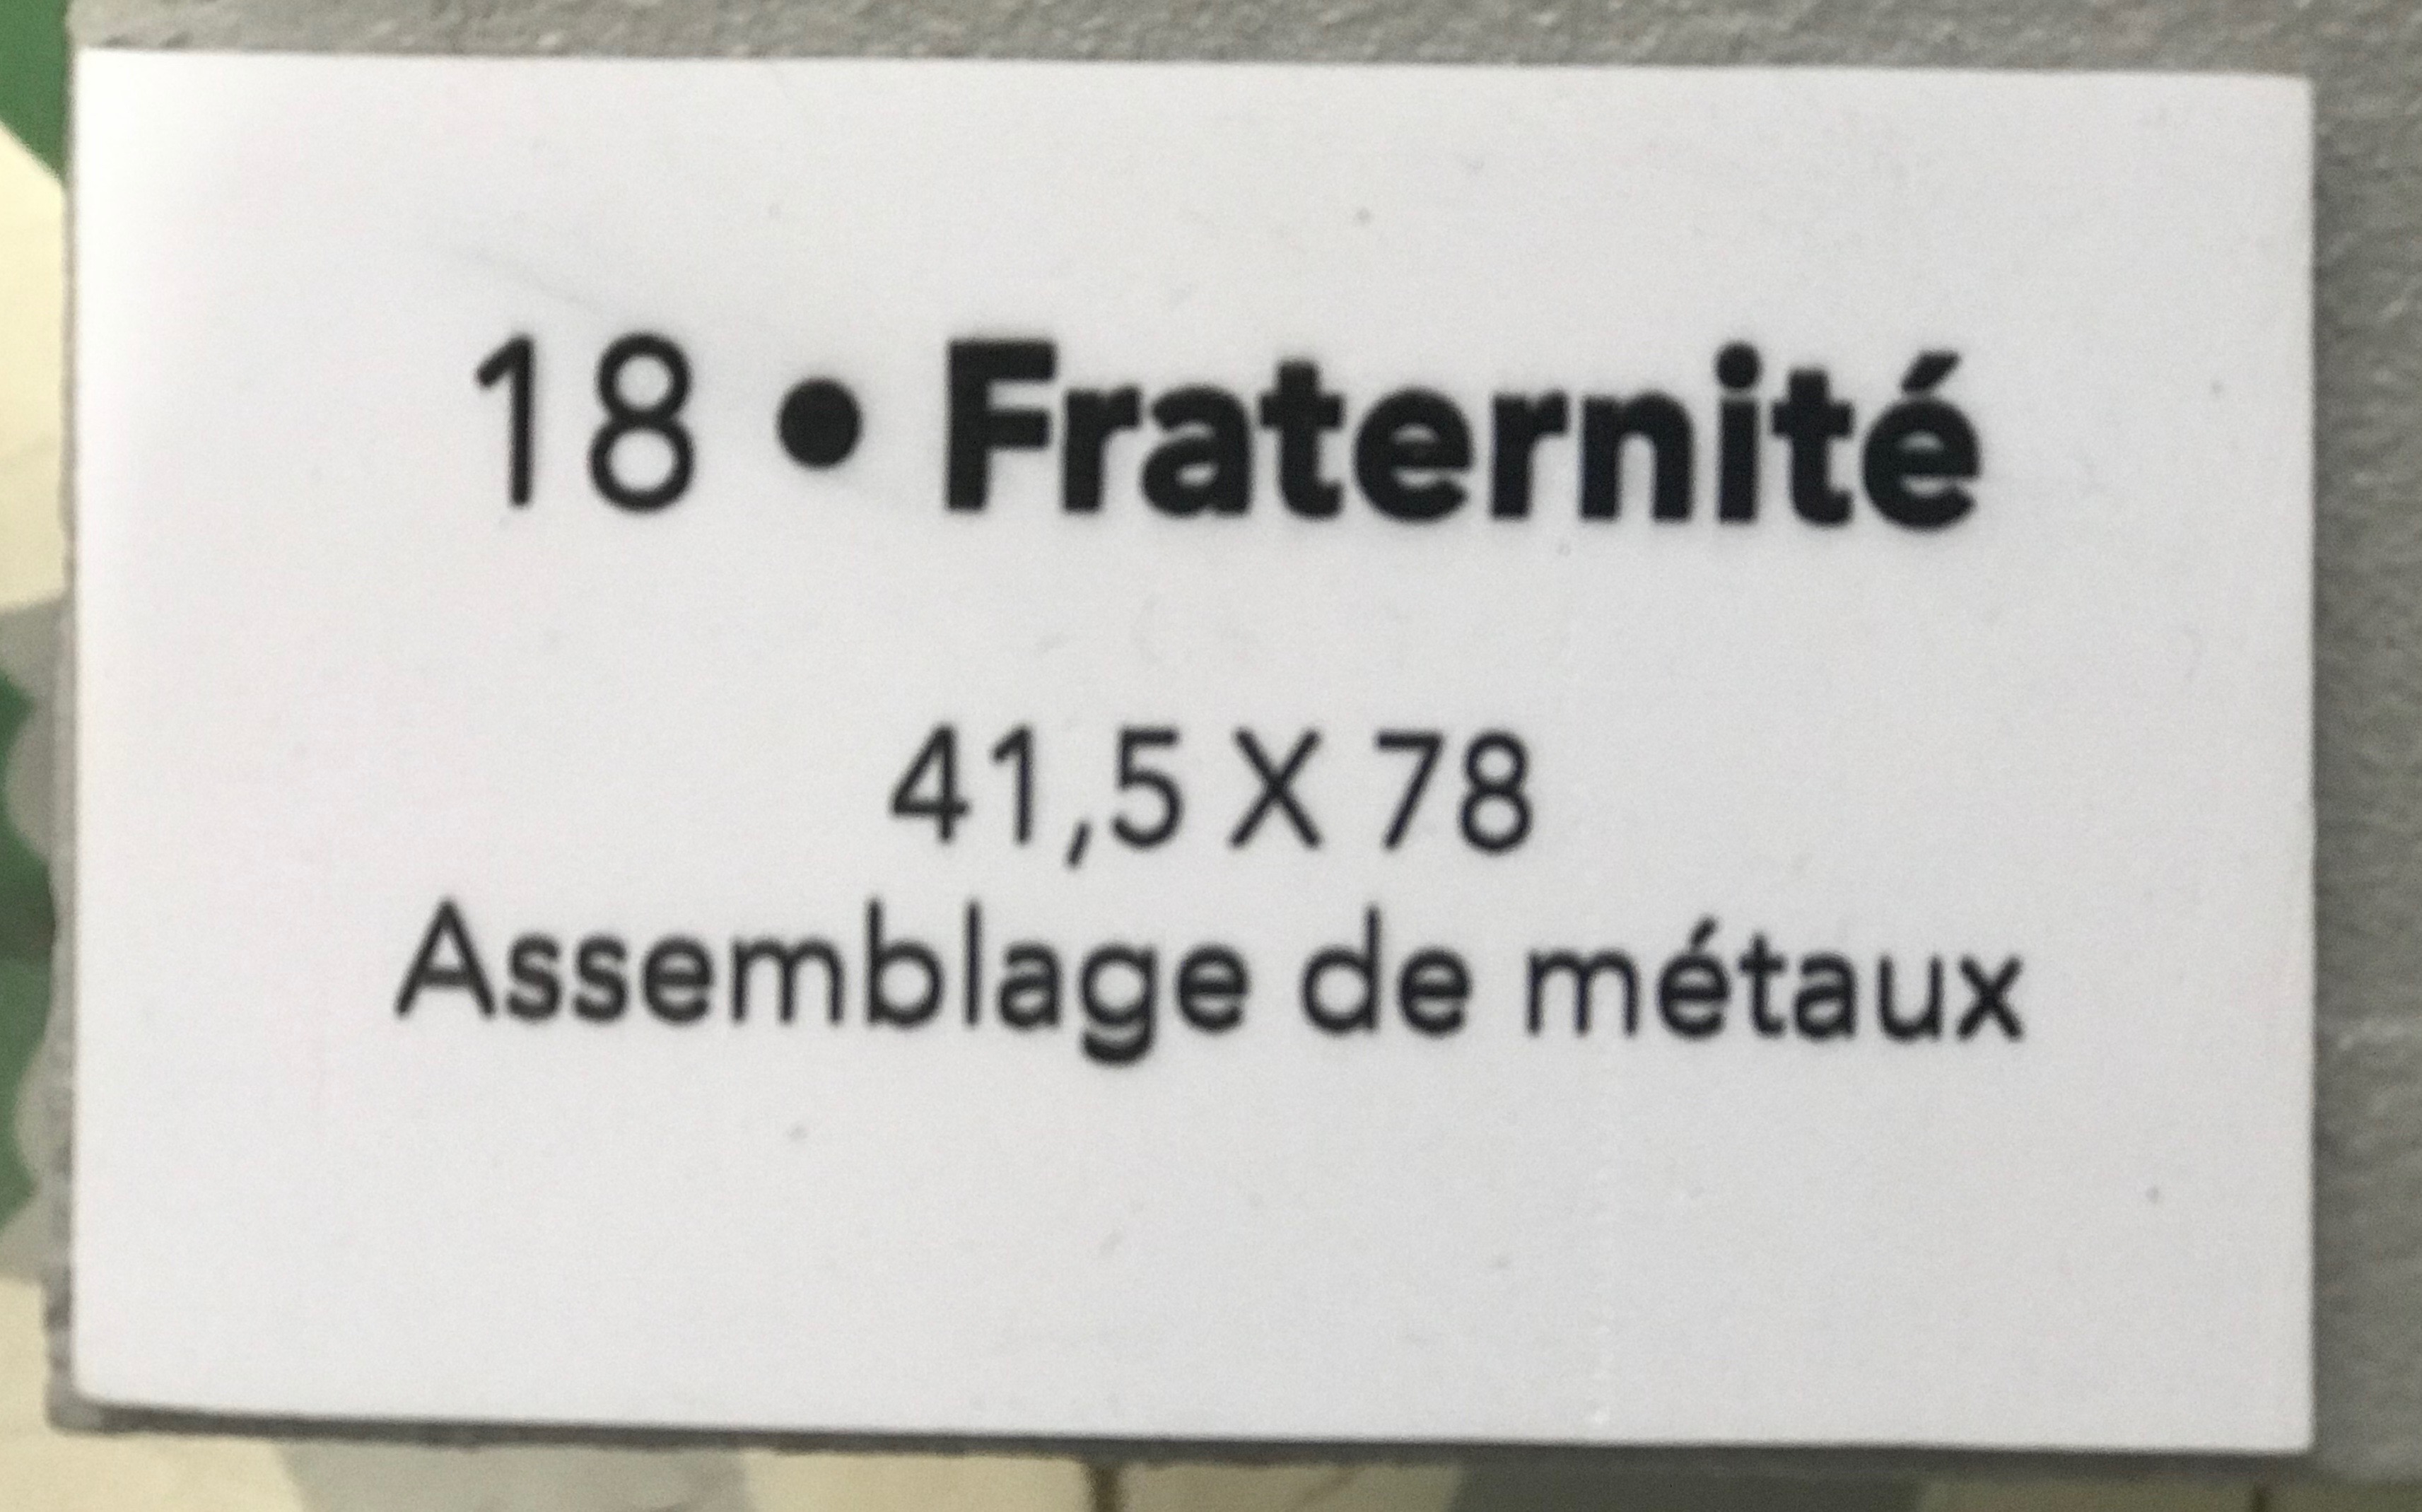 18 • Fraternité
41,5 X 78
Assemblage de métaux